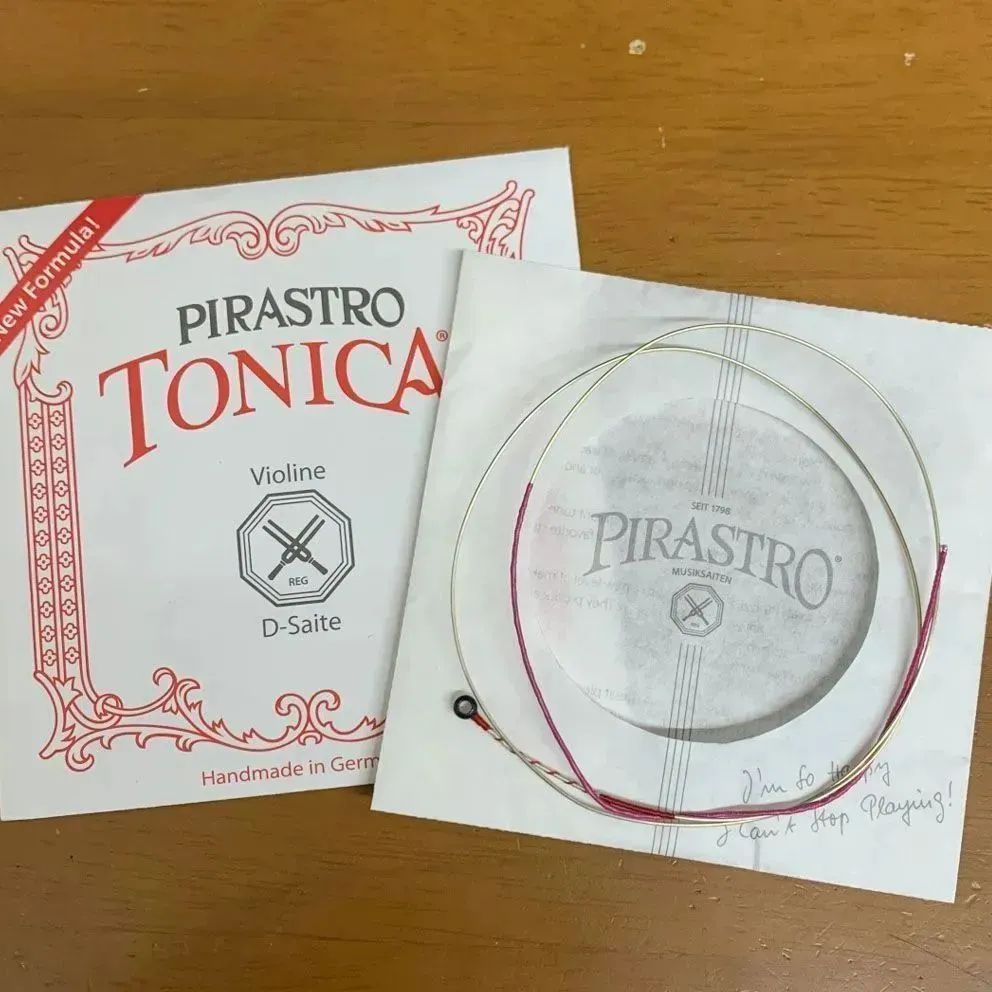 New Formula!
PIRASTRO
TONICA®
Violine
REG
D-Saite
Handmade in Germ
SEIT 1798
PIRASTRO®
MUSIKSAITEN
REG
I'm so happy
I Can't Stop Playing!